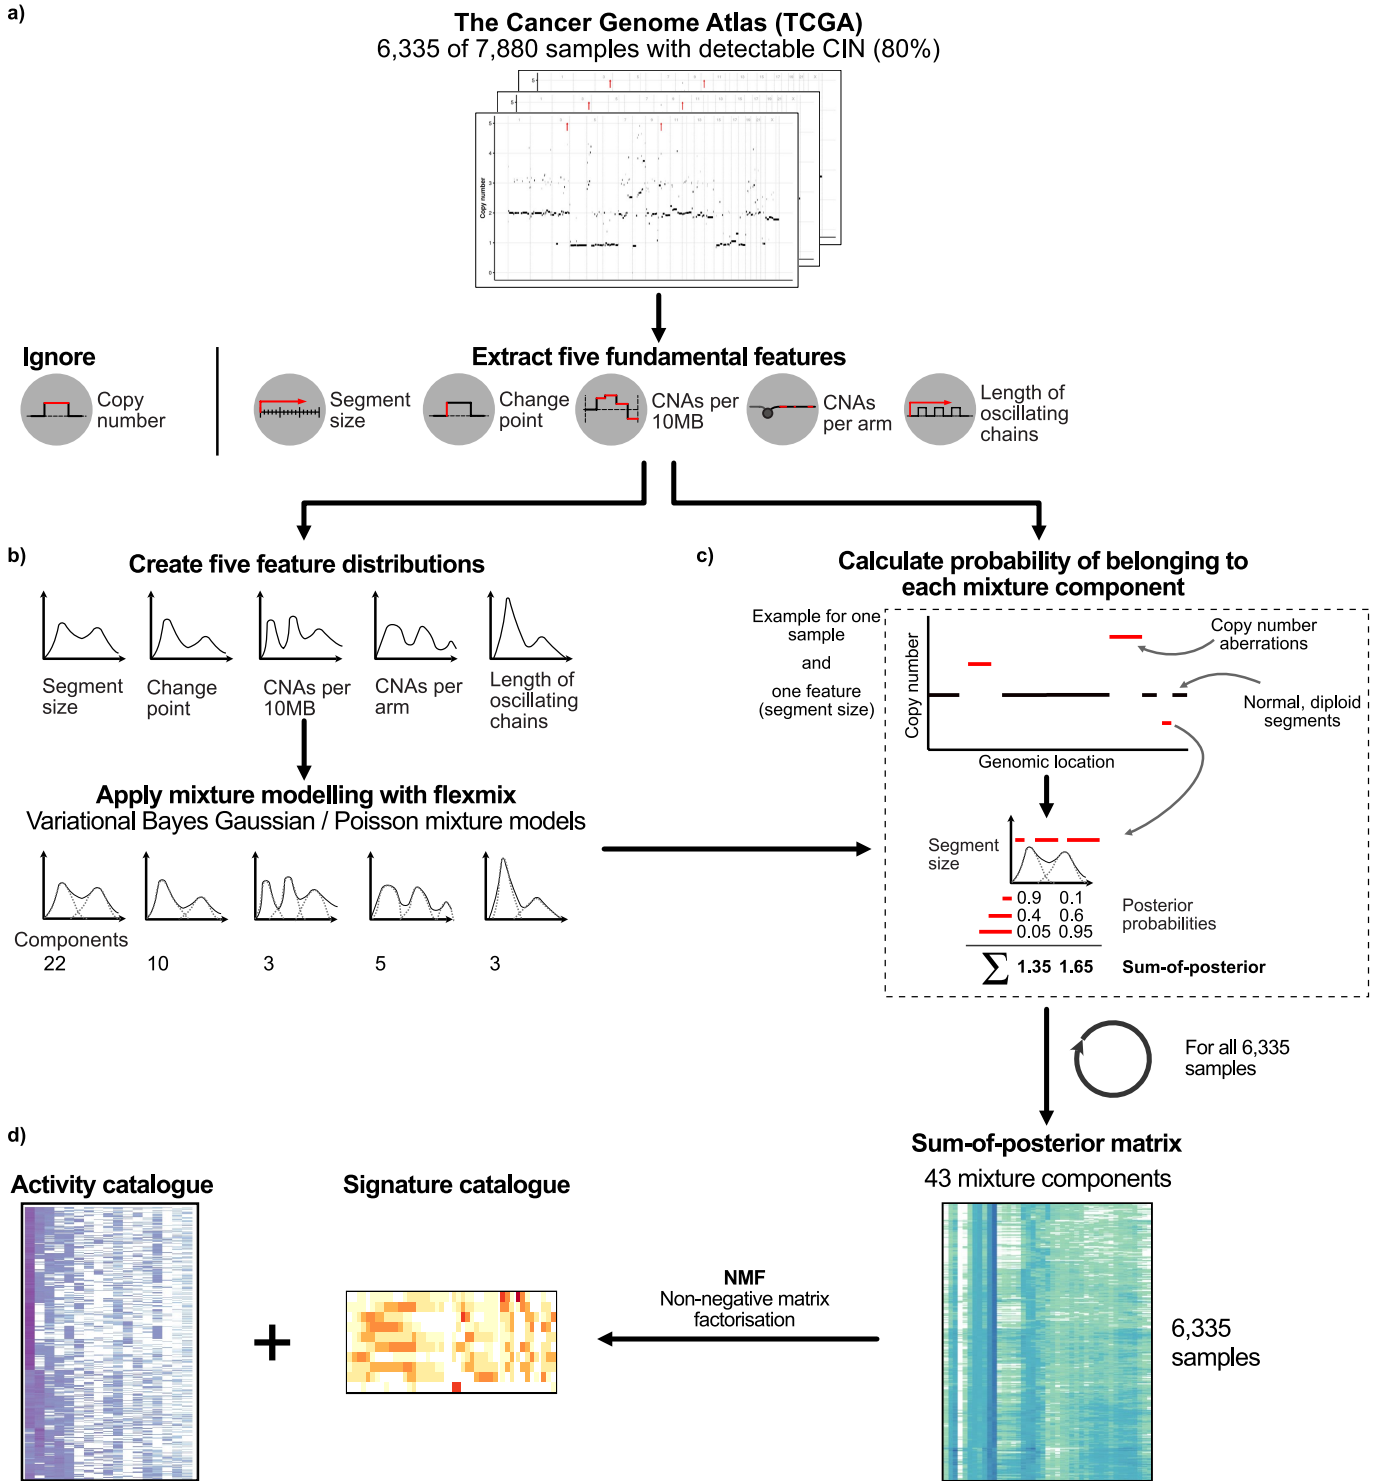 a)
The Cancer Genome Atlas (TCGA)
6,335 of 7,880 samples with detectable CIN (80%)
Copy number
Ignore
Extract five fundamental features
Copy
number
Segment
size
Change
point
CNAs per
10MB
CNAs
per arm
Length of
oscillating
chains
b)
Create five feature distributions
Segment
size
Change
point
CNAs per
10MB
CNAs per
arm
Length of
oscillating
chains
Apply mixture modelling with flexmix
Variational Bayes Gaussian / Poisson mixture models
Components
22
10
3
5
3
c)
Calculate probability of belonging to
each mixture component
Example for one
sample
and
one feature
(segment size)
Copy number
Copy number
aberrations
Normal, diploid
segments
Genomic location
Segment
size
0.9 0.1
0.4 0.6
0.05 0.95
Posterior
probabilities
∑ 1.35 1.65 Sum-of-posterior
For all 6,335
samples
d)
Sum-of-posterior matrix
43 mixture components
6,335
samples
NMF
Non-negative matrix
factorisation
Signature catalogue
+
Activity catalogue